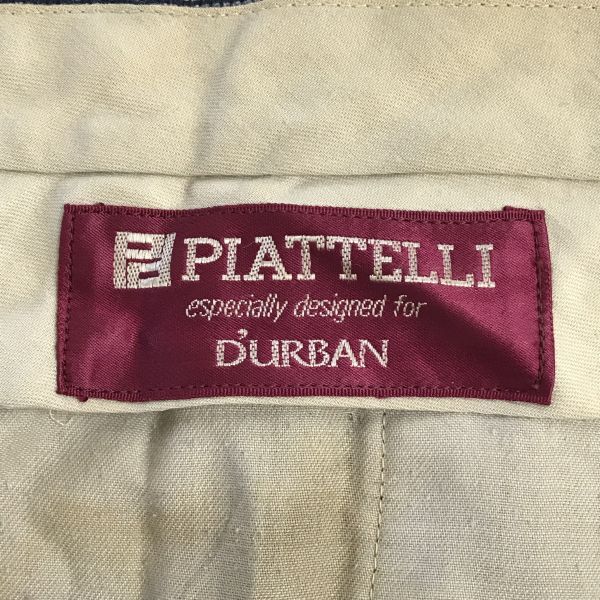 PIATTELLI
especially designed for
D'URBAN